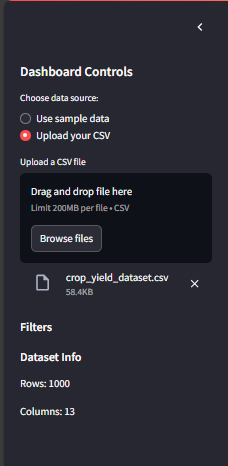 Dashboard Controls
Choose data source:
Use sample data
Upload your CSV
Upload a CSV file
Drag and drop file here
Limit 200MB per file • CSV
Browse files
crop_yield_dataset.csv
58.4KB
Filters
Dataset Info
Rows: 1000
Columns: 13